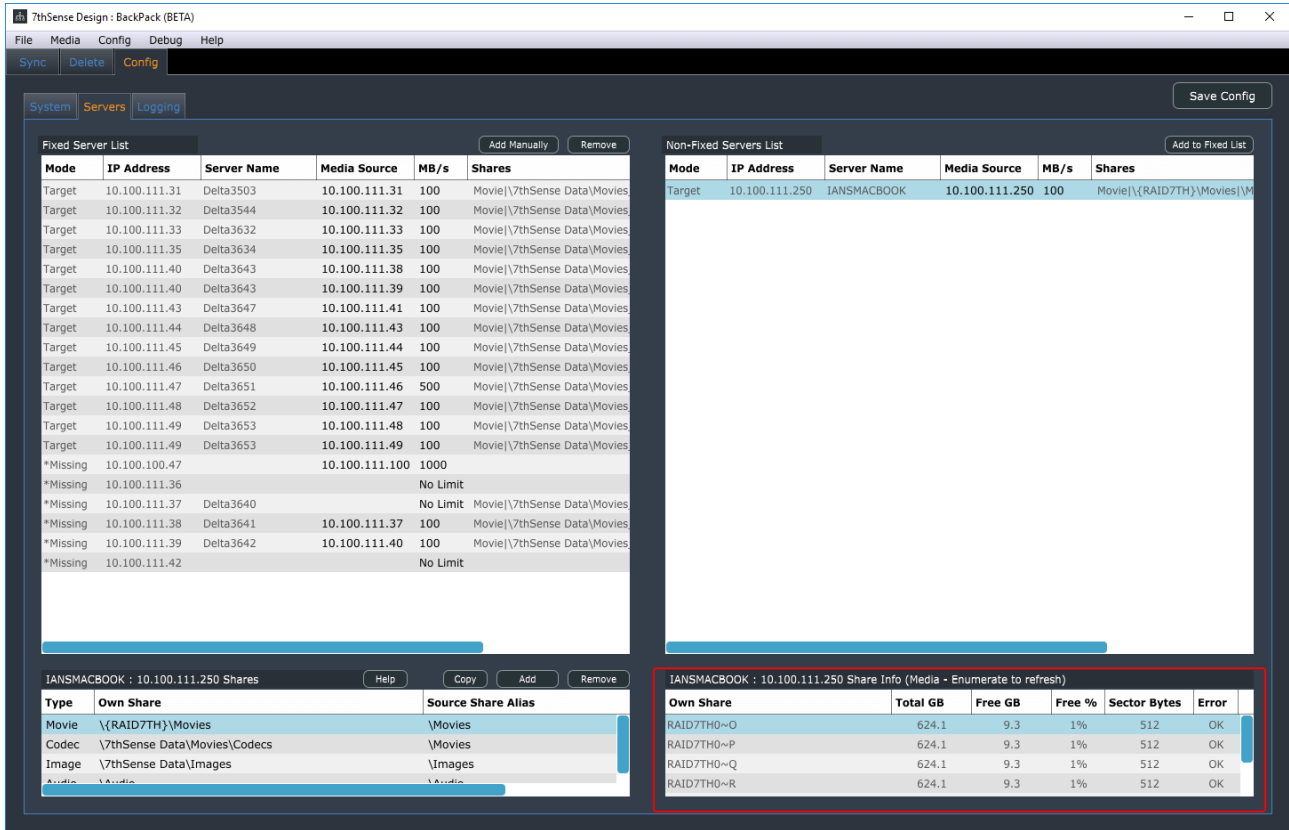 7thSense Design : BackPack (BETA)
File Media Config Debug Help
Sync Delete Config
Save Config
System Servers Logging
Fixed Server List Add Manually Remove
Mode IP Address Server Name Media Source MB/s Shares
Target 10.100.111.31 Delta3503 10.100.111.31 100 Movie|\7thSense Data\Movies
Target 10.100.111.32 Delta3544 10.100.111.32 100 Movie|\7thSense Data\Movies
Target 10.100.111.33 Delta3632 10.100.111.33 100 Movie|\7thSense Data\Movies
Target 10.100.111.35 Delta3634 10.100.111.35 100 Movie|\7thSense Data\Movies
Target 10.100.111.40 Delta3643 10.100.111.38 100 Movie|\7thSense Data\Movies
Target 10.100.111.40 Delta3643 10.100.111.39 100 Movie|\7thSense Data\Movies
Target 10.100.111.43 Delta3647 10.100.111.41 100 Movie|\7thSense Data\Movies
Target 10.100.111.44 Delta3648 10.100.111.43 100 Movie|\7thSense Data\Movies
Target 10.100.111.45 Delta3649 10.100.111.44 100 Movie|\7thSense Data\Movies
Target 10.100.111.46 Delta3650 10.100.111.45 100 Movie|\7thSense Data\Movies
Target 10.100.111.47 Delta3651 10.100.111.46 500 Movie|\7thSense Data\Movies
Target 10.100.111.48 Delta3652 10.100.111.47 100 Movie|\7thSense Data\Movies
Target 10.100.111.49 Delta3653 10.100.111.48 100 Movie|\7thSense Data\Movies
Target 10.100.111.49 Delta3653 10.100.111.49 100 Movie|\7thSense Data\Movies
*Missing 10.100.100.47 10.100.111.100 1000
*Missing 10.100.111.36 No Limit
*Missing 10.100.111.37 Delta3640 No Limit Movie|\7thSense Data\Movies
*Missing 10.100.111.38 Delta3641 10.100.111.37 100 Movie|\7thSense Data\Movies
*Missing 10.100.111.39 Delta3642 10.100.111.40 100 Movie|\7thSense Data\Movies
*Missing 10.100.111.42 No Limit
Non-Fixed Servers List Add to Fixed List
Mode IP Address Server Name Media Source MB/s Shares
Target 10.100.111.250 IANSMACBOOK 10.100.111.250 100 Movie|\{RAID7TH}\Movies|\M
IANSMACBOOK : 10.100.111.250 Shares Help Copy Add Remove
Type Own Share Source Share Alias
Movie \{RAID7TH}\Movies \Movies
Codec \7thSense Data\Movies\Codecs \Movies
Image \7thSense Data\Images \Images
Audio \Audio \Audio
IANSMACBOOK : 10.100.111.250 Share Info (Media - Enumerate to refresh)
Own Share Total GB Free GB Free % Sector Bytes Error
RAID7TH0~O 624.1 9.3 1% 512 OK
RAID7TH0~P 624.1 9.3 1% 512 OK
RAID7TH0~Q 624.1 9.3 1% 512 OK
RAID7TH0~R 624.1 9.3 1% 512 OK